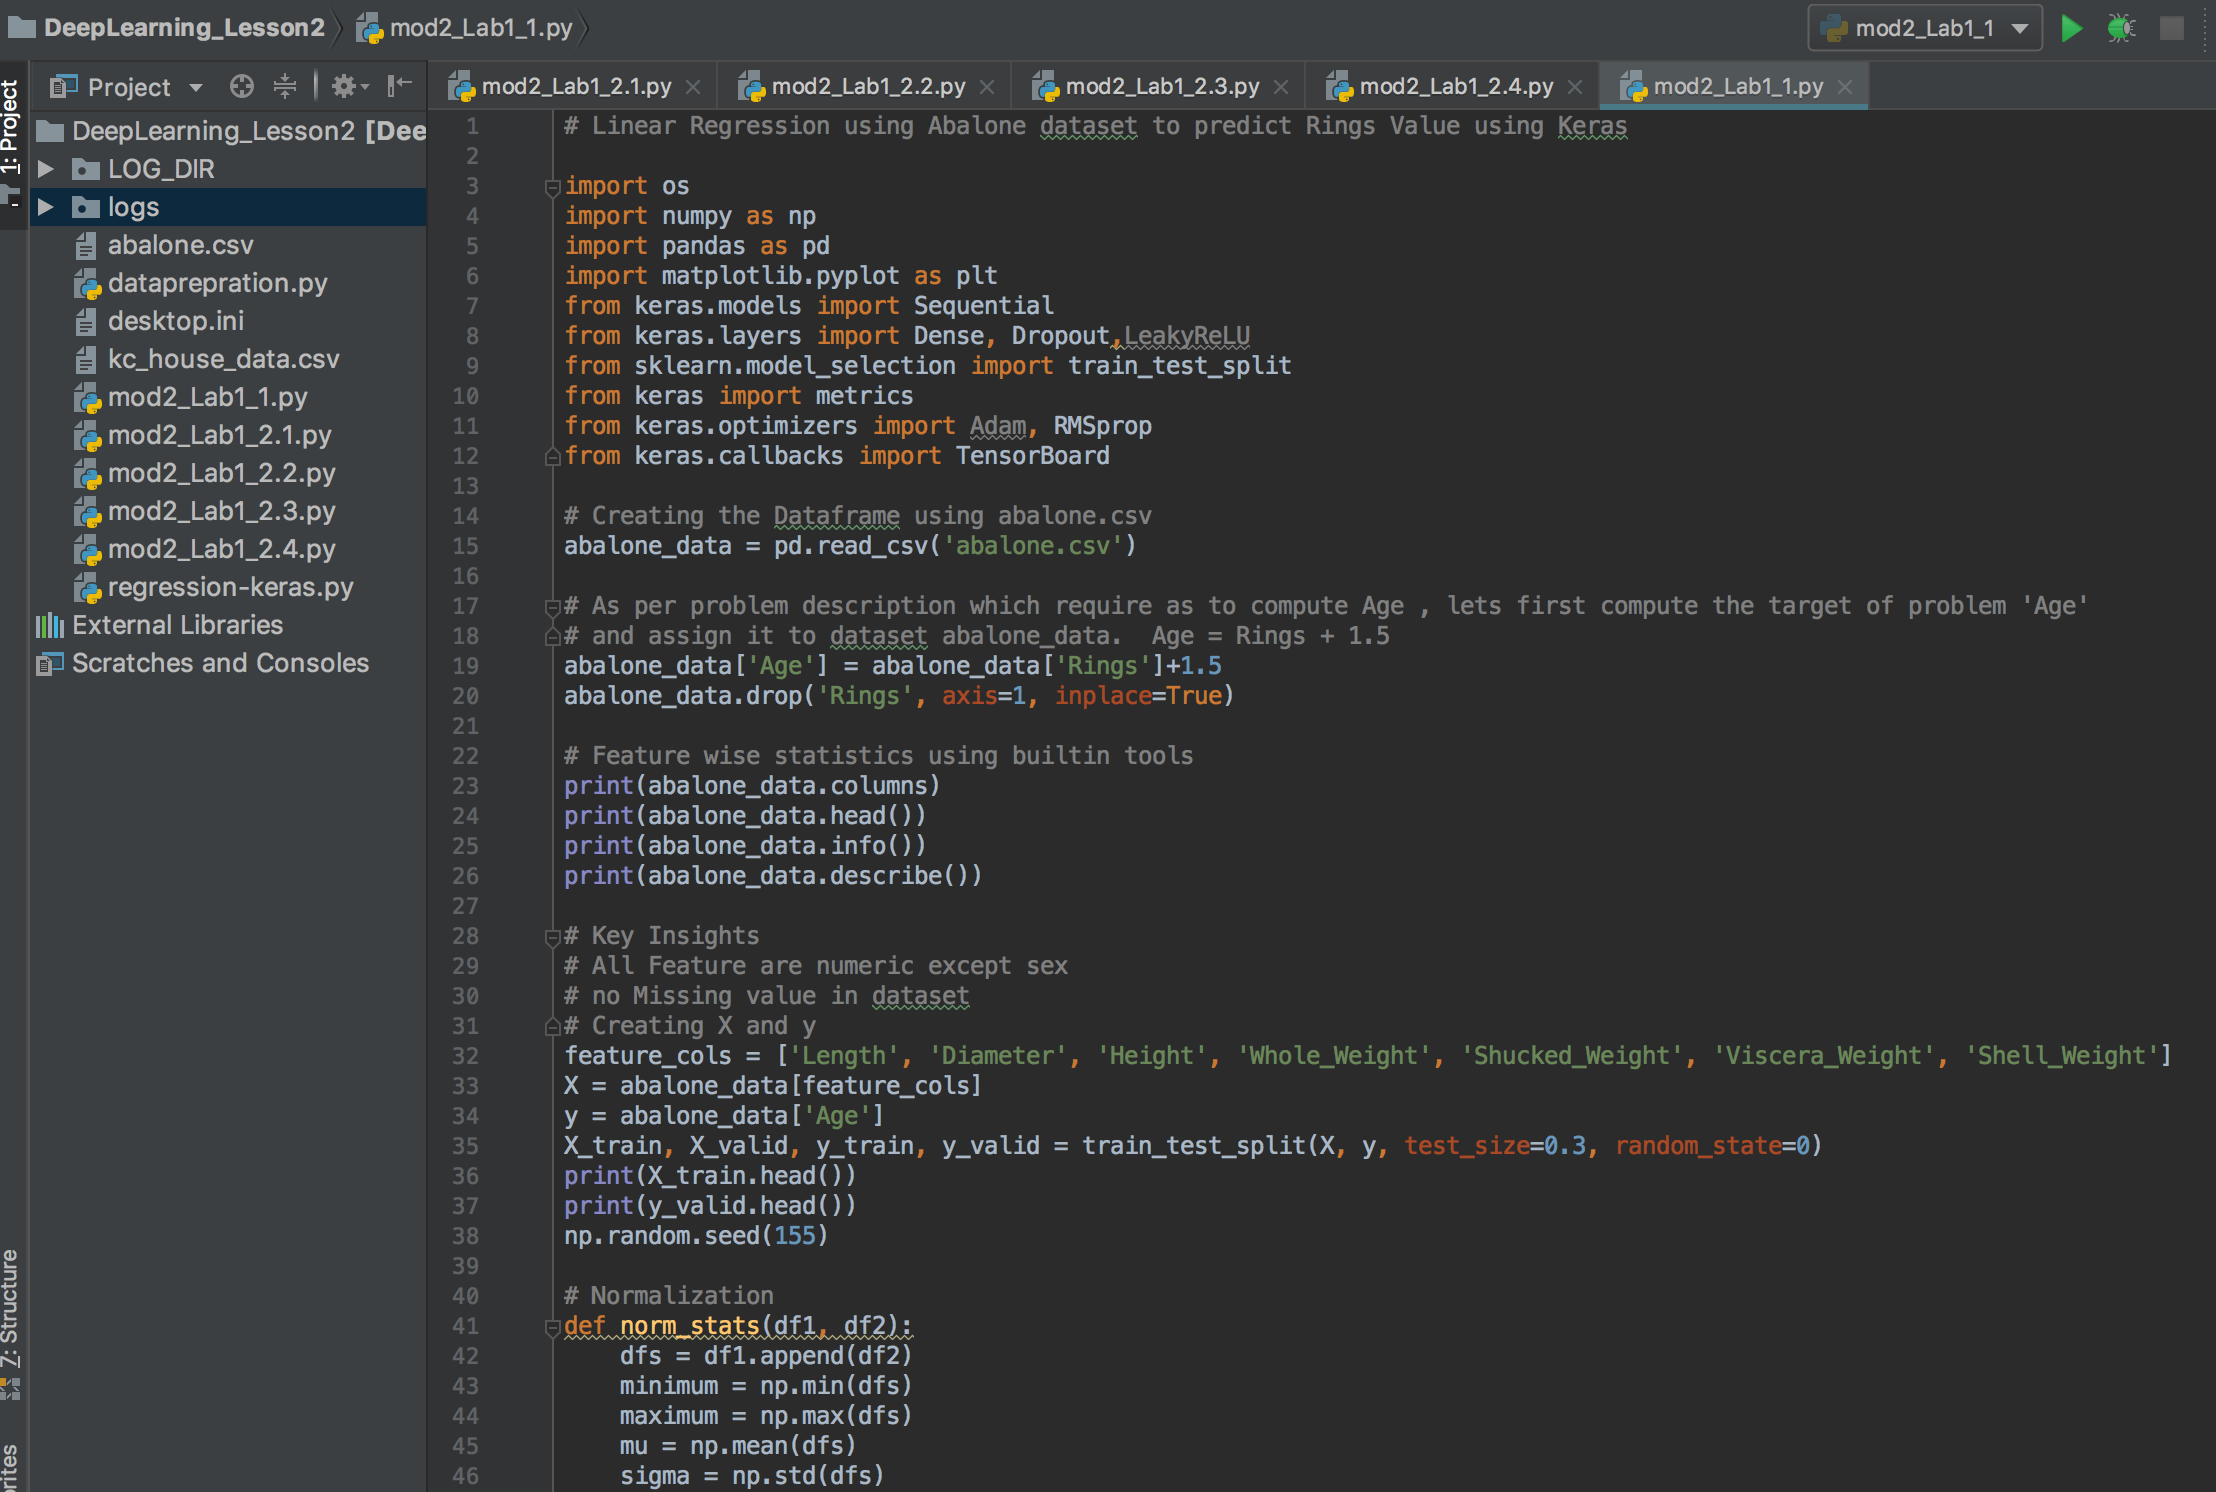 DeepLearning_Lesson2 mod2_Lab1_1.py mod2_Lab1_1
1: Project
Project mod2_Lab1_2.1.py mod2_Lab1_2.2.py mod2_Lab1_2.3.py mod2_Lab1_2.4.py mod2_Lab1_1.py
DeepLearning_Lesson2 [Dee
LOG_DIR
logs
abalone.csv
dataprepration.py
desktop.ini
kc_house_data.csv
mod2_Lab1_1.py
mod2_Lab1_2.1.py
mod2_Lab1_2.2.py
mod2_Lab1_2.3.py
mod2_Lab1_2.4.py
regression-keras.py
External Libraries
Scratches and Consoles
7: Structure
1 # Linear Regression using Abalone dataset to predict Rings Value using Keras
2
3 import os
4 import numpy as np
5 import pandas as pd
6 import matplotlib.pyplot as plt
7 from keras.models import Sequential
8 from keras.layers import Dense, Dropout,LeakyReLU
9 from sklearn.model_selection import train_test_split
10 from keras import metrics
11 from keras.optimizers import Adam, RMSprop
12 from keras.callbacks import TensorBoard
13
14 # Creating the Dataframe using abalone.csv
15 abalone_data = pd.read_csv('abalone.csv')
16
17 # As per problem description which require as to compute Age , lets first compute the target of problem 'Age'
18 # and assign it to dataset abalone_data.  Age = Rings + 1.5
19 abalone_data['Age'] = abalone_data['Rings']+1.5
20 abalone_data.drop('Rings', axis=1, inplace=True)
21
22 # Feature wise statistics using builtin tools
23 print(abalone_data.columns)
24 print(abalone_data.head())
25 print(abalone_data.info())
26 print(abalone_data.describe())
27
28 # Key Insights
29 # All Feature are numeric except sex
30 # no Missing value in dataset
31 # Creating X and y
32 feature_cols = ['Length', 'Diameter', 'Height', 'Whole_Weight', 'Shucked_Weight', 'Viscera_Weight', 'Shell_Weight']
33 X = abalone_data[feature_cols]
34 y = abalone_data['Age']
35 X_train, X_valid, y_train, y_valid = train_test_split(X, y, test_size=0.3, random_state=0)
36 print(X_train.head())
37 print(y_valid.head())
38 np.random.seed(155)
39
40 # Normalization
41 def norm_stats(df1, df2):
42     dfs = df1.append(df2)
43     minimum = np.min(dfs)
44     maximum = np.max(dfs)
45     mu = np.mean(dfs)
46     sigma = np.std(dfs)